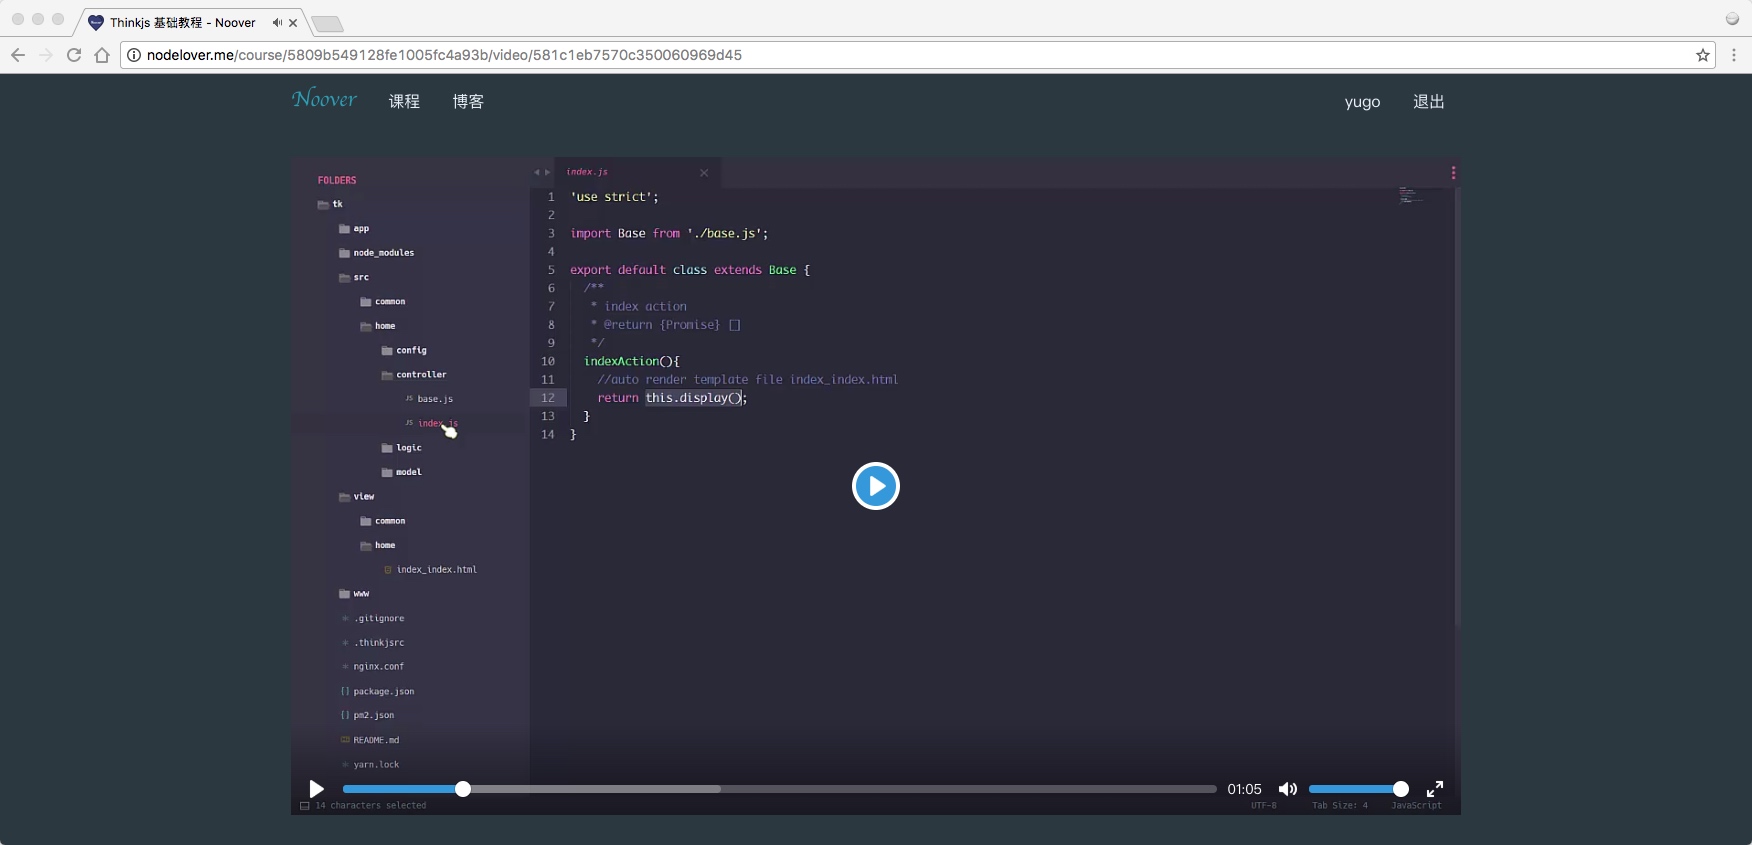 Thinkjs 基础教程 - Noover
nodelover.me/course/5809b549128fe1005fc4a93b/video/581c1eb7570c350060969d45
Noover 课程 博客 yugo 退出
FOLDERS
tk
app
node_modules
src
common
home
config
controller
JS base.js
JS index.js
logic
model
view
common
home
index_index.html
www
.gitignore
.thinkjsrc
nginx.conf
{} package.json
{} pm2.json
README.md
yarn.lock
index.js
1 'use strict';
2
3 import Base from './base.js';
4
5 export default class extends Base {
6 /**
7 * index action
8 * @return {Promise} []
9 */
10 indexAction(){
11 //auto render template file index_index.html
12 return this.display();
13 }
14 }
01:05
14 characters selected UTF-8 Tab Size: 4 JavaScript